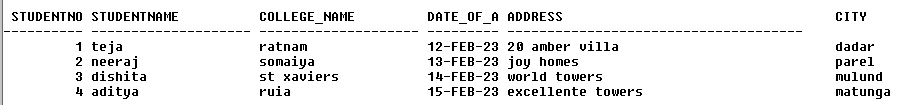 STUDENTNO STUDENTNAME COLLEGE_NAME DATE_OF_A ADDRESS CITY
---------- -------------------- -------------------- --------- ----------------------------------- ----------
1 teja ratnam 12-FEB-23 20 amber villa dadar
2 neeraj somaiya 13-FEB-23 joy homes parel
3 dishita st xaviers 14-FEB-23 world towers mulund
4 aditya ruia 15-FEB-23 excellente towers matunga